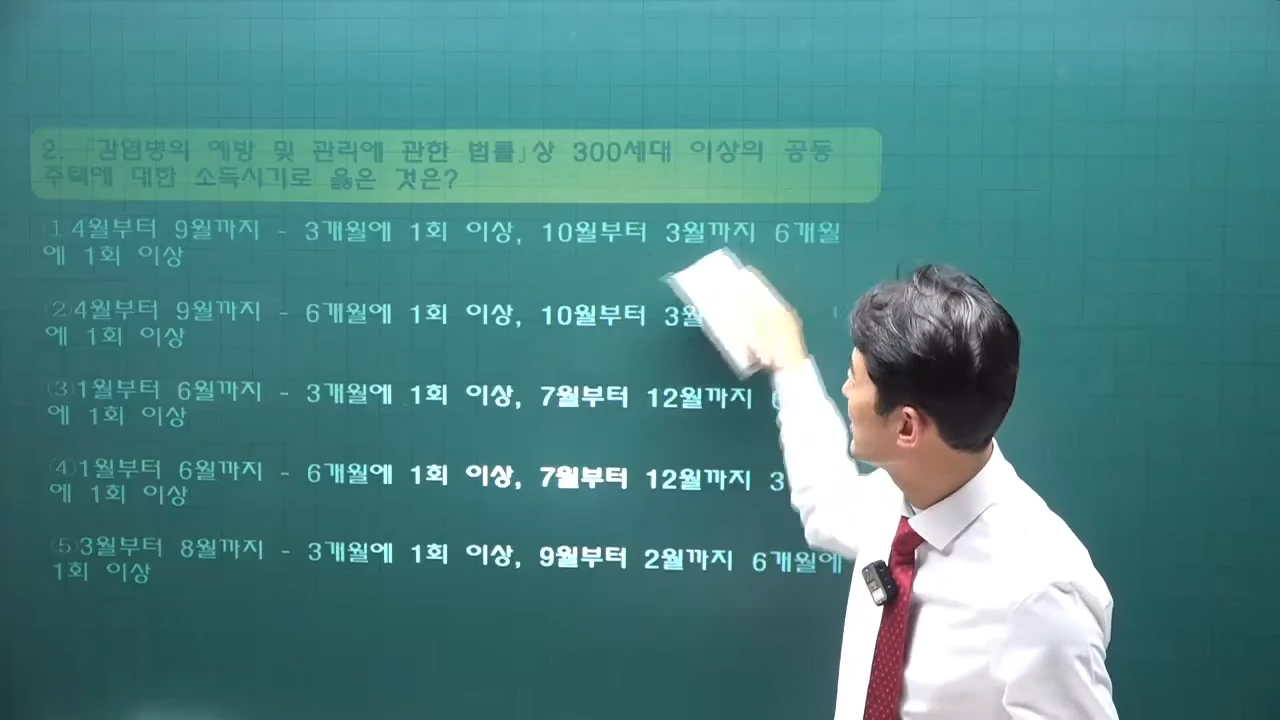 2. 「감염병의 예방 및 관리에 관한 법률」상 300세대 이상의 공동
주택에 대한 소독시기로 옳은 것은?
(1)4월부터 9월까지 - 3개월에 1회 이상, 10월부터 3월까지 6개월
에 1회 이상
(2)4월부터 9월까지 - 6개월에 1회 이상, 10월부터 3월
에 1회 이상
(3)1월부터 6월까지 - 3개월에 1회 이상, 7월부터 12월까지
에 1회 이상
(4)1월부터 6월까지 - 6개월에 1회 이상, 7월부터 12월까지 3
에 1회 이상
(5)3월부터 8월까지 - 3개월에 1회 이상, 9월부터 2월까지 6개월에
1회 이상